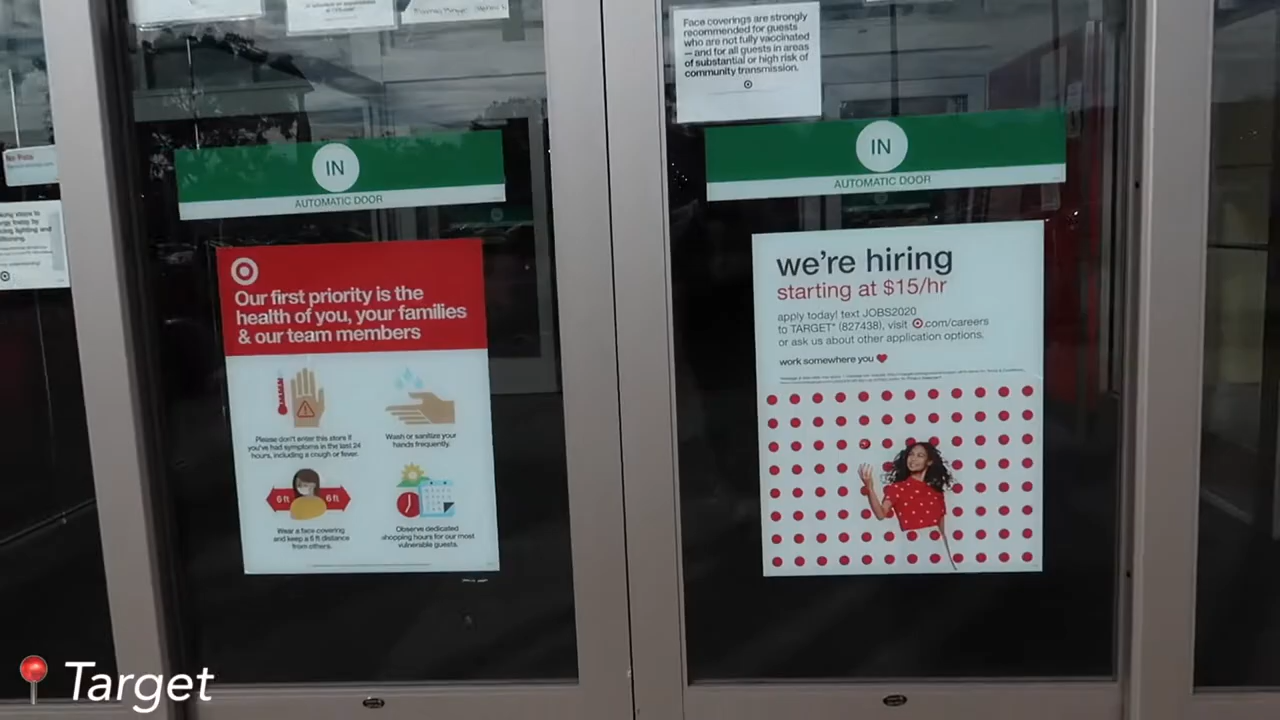 Face coverings are strongly
recommended for guests
who are not fully vaccinated
— and for all guests in areas
of substantial or high risk of
community transmission.
No Pets
IN
AUTOMATIC DOOR
IN
AUTOMATIC DOOR
Our first priority is the
health of you, your families
& our team members
Please don't enter this store if
you've had symptoms in the last 24
hours, including a cough or fever.
Wash or sanitize your
hands frequently.
6 ft 6 ft
Wear a face covering
and keep a 6 ft distance
from others.
Observe dedicated
shopping hours for our most
vulnerable guests.
we're hiring
starting at $15/hr
apply today! text JOBS2020
to TARGET* (827438), visit .com/careers
or ask us about other application options.
work somewhere you
Target